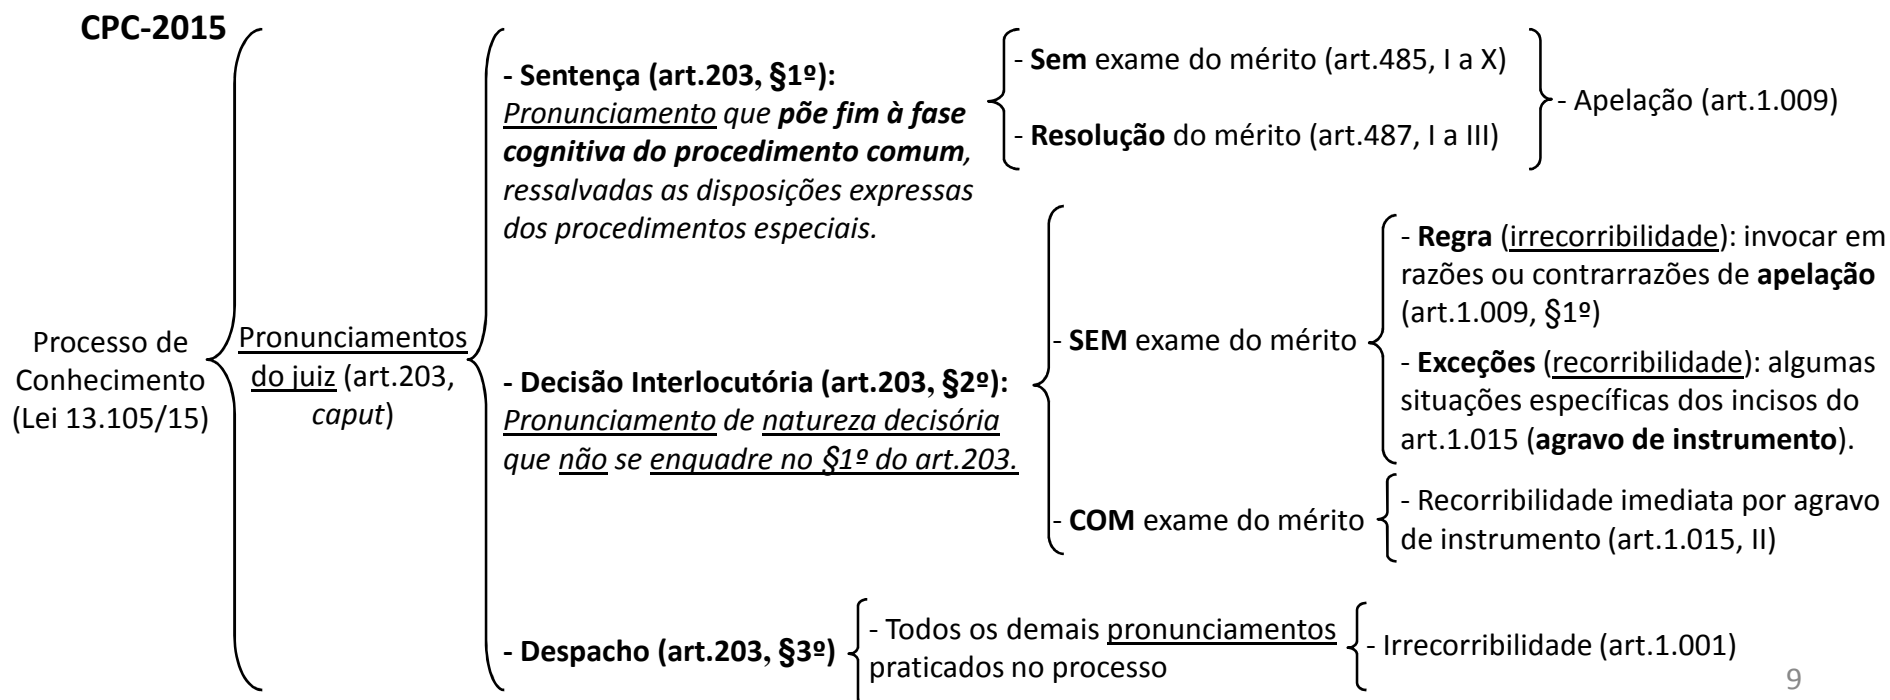 CPC-2015
Processo de
Conhecimento
(Lei 13.105/15)
Pronunciamentos
do juiz (art.203,
caput)
- Sentença (art.203, §1º):
Pronunciamento que põe fim à fase
cognitiva do procedimento comum,
ressalvadas as disposições expressas
dos procedimentos especiais.
- Sem exame do mérito (art.485, I a X)
- Resolução do mérito (art.487, I a III)
- Apelação (art.1.009)
- Decisão Interlocutória (art.203, §2º):
Pronunciamento de natureza decisória
que não se enquadre no §1º do art.203.
- SEM exame do mérito
- Regra (irrecorribilidade): invocar em
razões ou contrarrazões de apelação
(art.1.009, §1º)
- Exceções (recorribilidade): algumas
situações específicas dos incisos do
art.1.015 (agravo de instrumento).
- COM exame do mérito
- Recorribilidade imediata por agravo
de instrumento (art.1.015, II)
- Despacho (art.203, §3º)
- Todos os demais pronunciamentos
praticados no processo
- Irrecorribilidade (art.1.001)
9